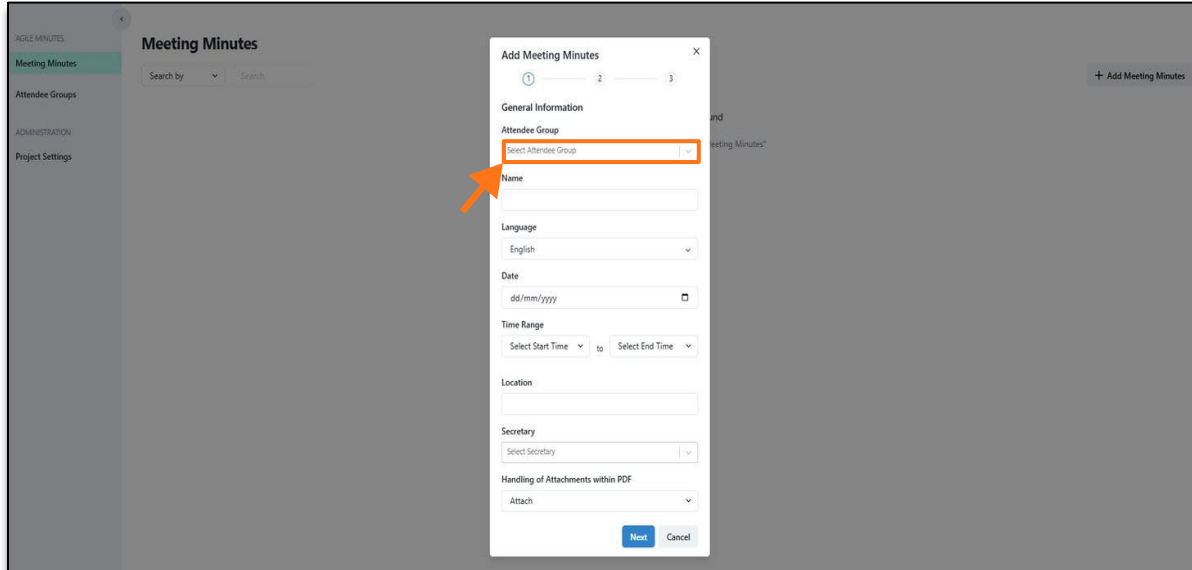 AGILE MINUTES
Meeting Minutes
Attendee Groups
ADMINISTRATION
Project Settings
Meeting Minutes
Search by
Search
+ Add Meeting Minutes
und
eeting Minutes"
Add Meeting Minutes
1 2 3
General Information
Attendee Group
Select Attendee Group
Name
Language
English
Date
dd/mm/yyyy
Time Range
Select Start Time to Select End Time
Location
Secretary
Select Secretary
Handling of Attachments within PDF
Attach
Next Cancel